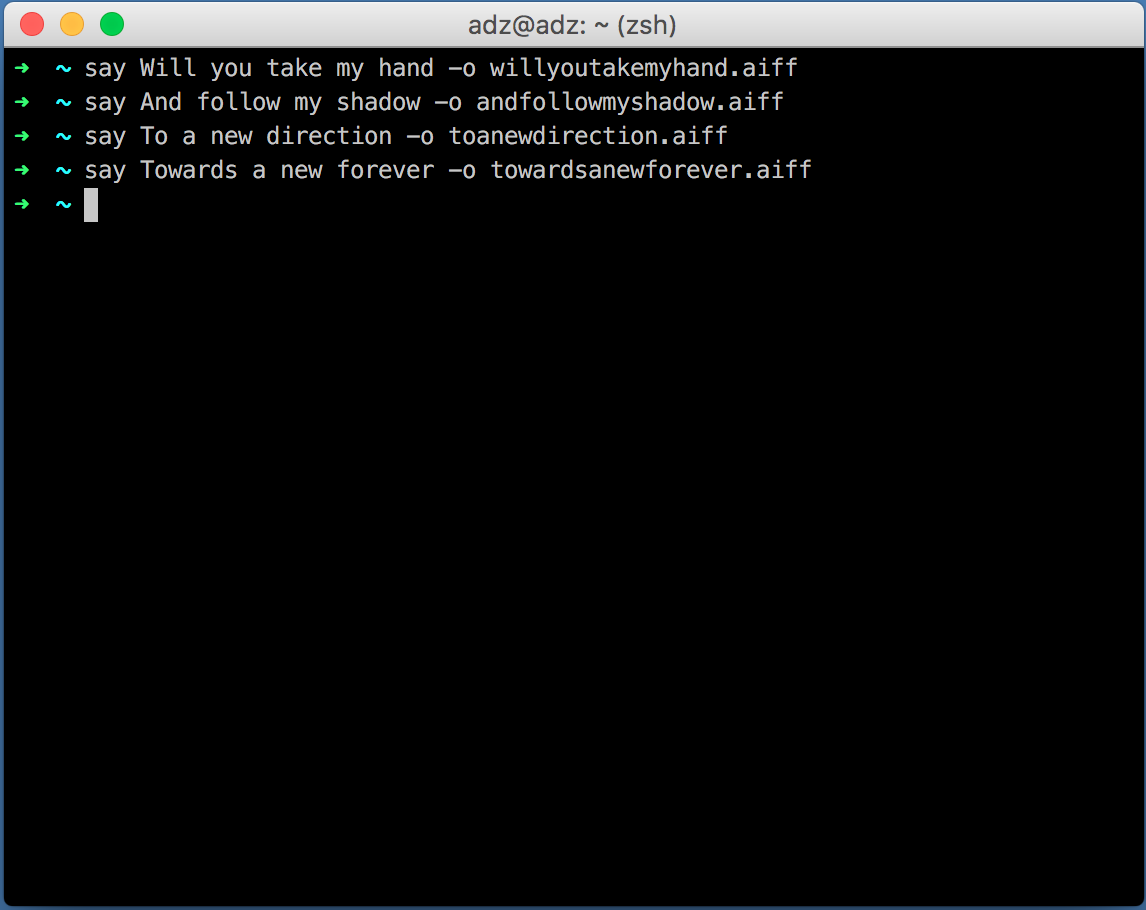 adz@adz: ~ (zsh)
➜ ~ say Will you take my hand -o willyoutakemyhand.aiff
➜ ~ say And follow my shadow -o andfollowmyshadow.aiff
➜ ~ say To a new direction -o toanewdirection.aiff
➜ ~ say Towards a new forever -o towardsanewforever.aiff
➜ ~